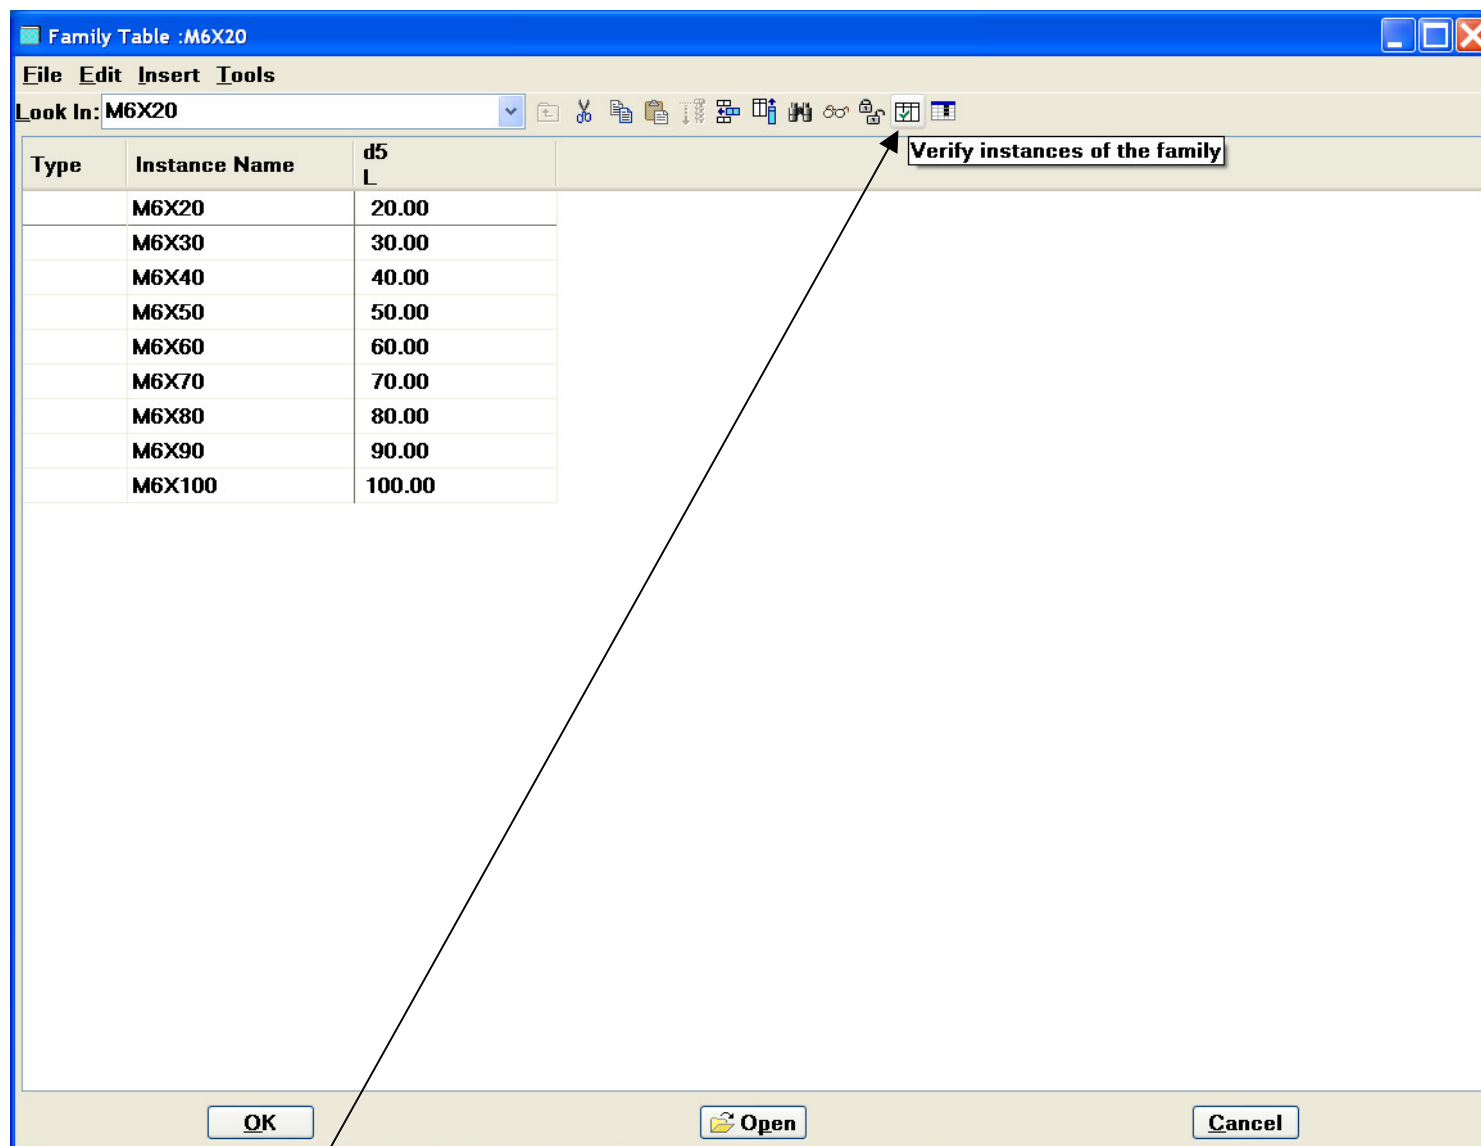 Family Table :M6X20
File Edit Insert Tools
Look In: M6X20
Verify instances of the family
Type Instance Name d5
L
M6X20 20.00
M6X30 30.00
M6X40 40.00
M6X50 50.00
M6X60 60.00
M6X70 70.00
M6X80 80.00
M6X90 90.00
M6X100 100.00
OK Open Cancel